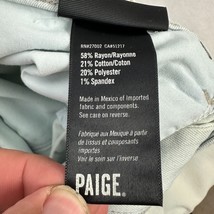 RN#27002 CA#55217
58% Rayon/Rayonne
21% Cotton/Coton
20% Polyester
1% Spandex
Made in Mexico of
imported fabric and
components.
See care on reverse.
Fabriqué aux Mexique à
partir de tissus et
composants importés
Voir le soin sur l'inverse
PAIGE®